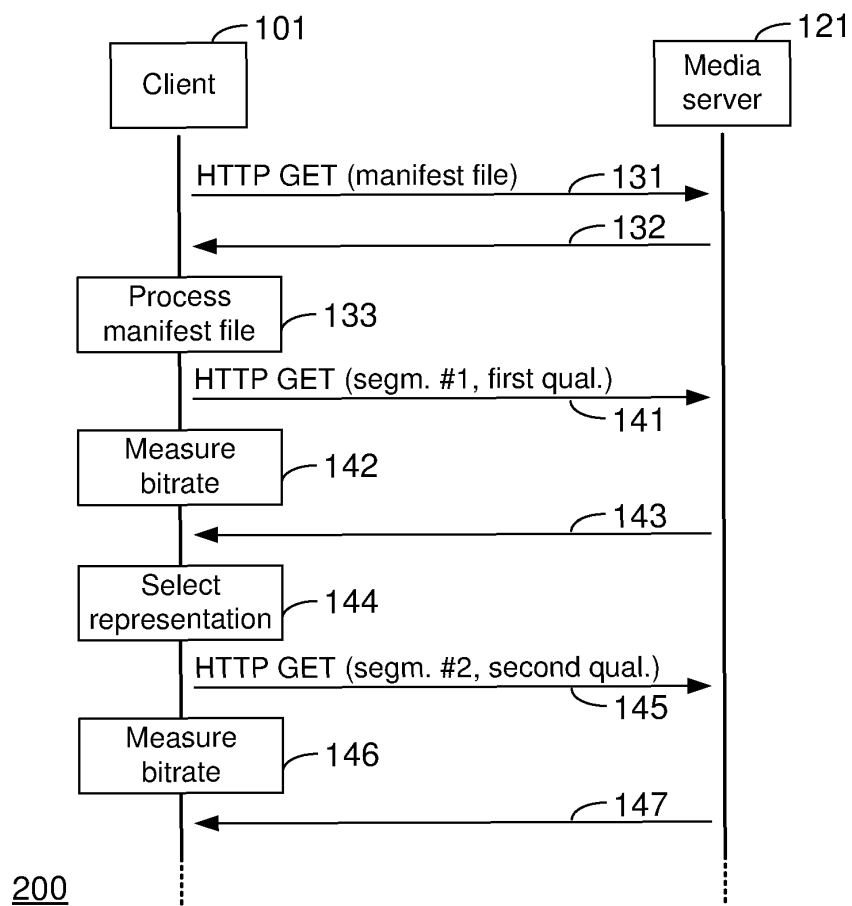 101
121
Client
Media
server
HTTP GET (manifest file)
131
132
Process
manifest file
133
HTTP GET (segm. #1, first qual.)
141
Measure
bitrate
142
143
Select
representation
144
HTTP GET (segm. #2, second qual.)
145
Measure
bitrate
146
147
200